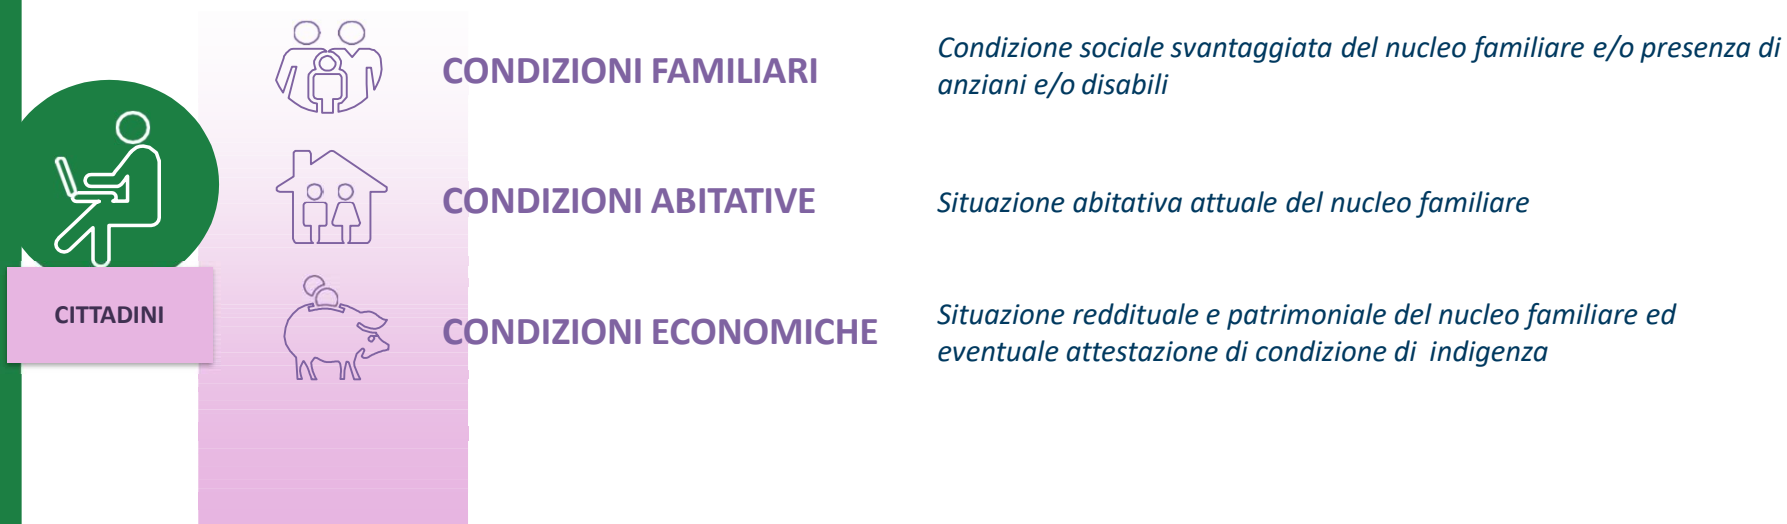 CONDIZIONI FAMILIARI
Condizione sociale svantaggiata del nucleo familiare e/o presenza di
anziani e/o disabili
CONDIZIONI ABITATIVE
Situazione abitativa attuale del nucleo familiare
CITTADINI
CONDIZIONI ECONOMICHE
Situazione reddituale e patrimoniale del nucleo familiare ed
eventuale attestazione di condizione di indigenza